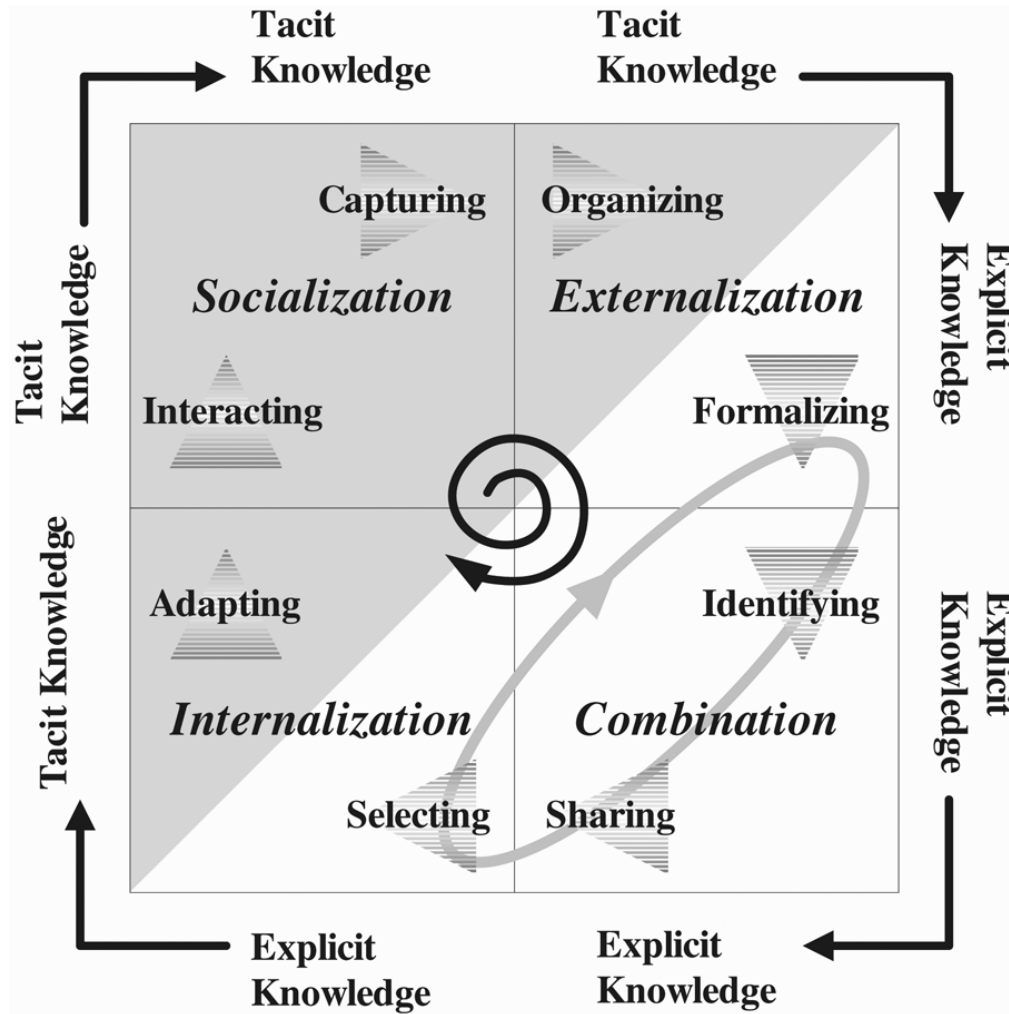 Tacit
Knowledge
Tacit
Knowledge
Capturing
Organizing
Socialization
Externalization
Tacit
Knowledge
Explicit
Knowledge
Interacting
Formalizing
Adapting
Identifying
Tacit Knowledge
Explicit
Knowledge
Internalization
Combination
Selecting
Sharing
Explicit
Knowledge
Explicit
Knowledge